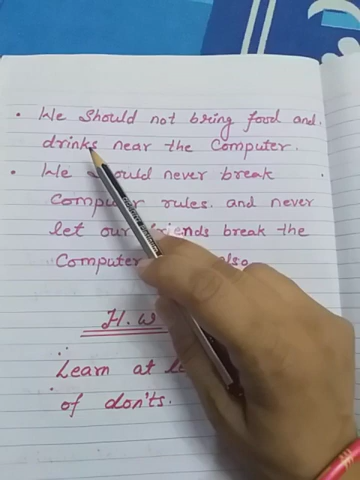 • We should not bring food and
drinks near the Computer.
• We should never break
Computer rules. and never
let our friends break the
Computer also
H.W
Learn at
of don'ts.